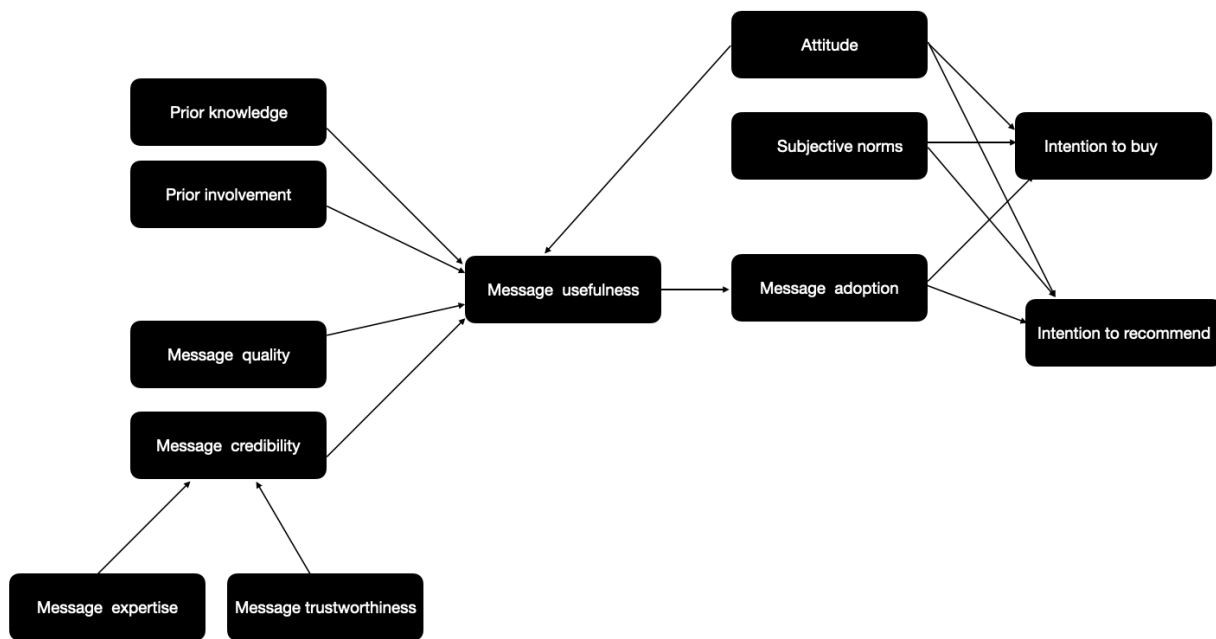 Attitude
Prior knowledge
Subjective norms
Intention to buy
Prior involvement
Message usefulness
Message adoption
Intention to recommend
Message quality
Message credibility
Message expertise
Message trustworthiness